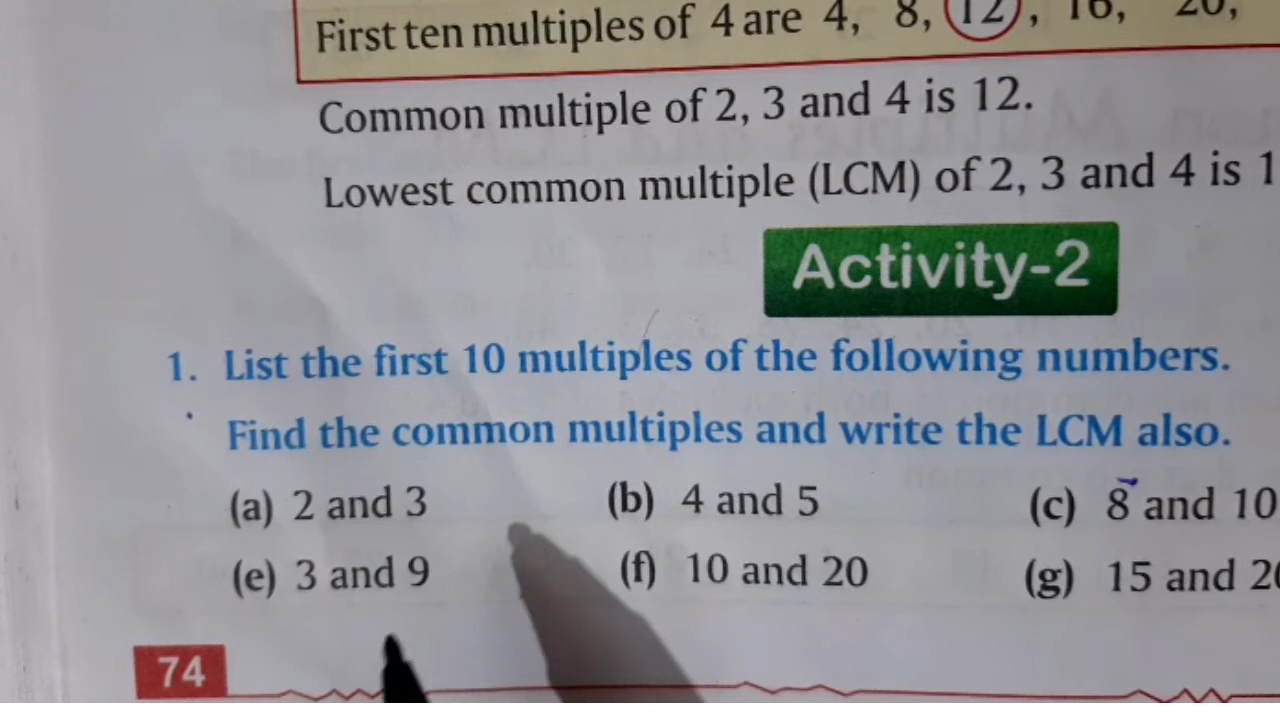 First ten multiples of 4 are 4, 8, 12, 16, 20,
Common multiple of 2, 3 and 4 is 12.
Lowest common multiple (LCM) of 2, 3 and 4 is 1
Activity-2
1. List the first 10 multiples of the following numbers.
Find the common multiples and write the LCM also.
(a) 2 and 3 (b) 4 and 5 (c) 8 and 10
(e) 3 and 9 (f) 10 and 20 (g) 15 and 2
74